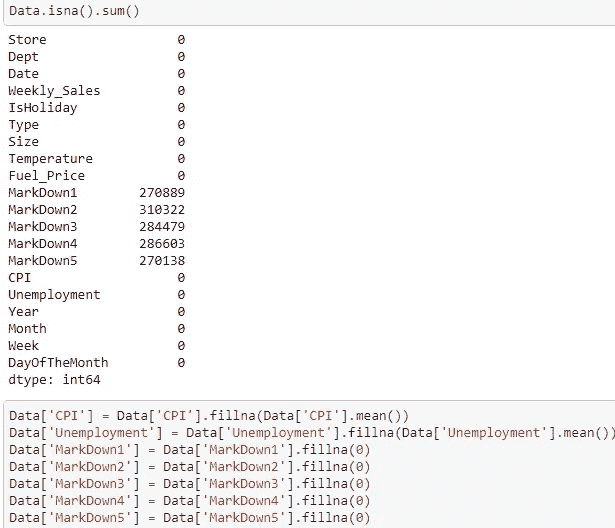 Data.isna().sum()
Store 0
Dept 0
Date 0
Weekly_Sales 0
IsHoliday 0
Type 0
Size 0
Temperature 0
Fuel_Price 0
MarkDown1 270889
MarkDown2 310322
MarkDown3 284479
MarkDown4 286603
MarkDown5 270138
CPI 0
Unemployment 0
Year 0
Month 0
Week 0
DayOfTheMonth 0
dtype: int64
Data['CPI'] = Data['CPI'].fillna(Data['CPI'].mean())
Data['Unemployment'] = Data['Unemployment'].fillna(Data['Unemployment'].mean())
Data['MarkDown1'] = Data['MarkDown1'].fillna(0)
Data['MarkDown2'] = Data['MarkDown2'].fillna(0)
Data['MarkDown3'] = Data['MarkDown3'].fillna(0)
Data['MarkDown4'] = Data['MarkDown4'].fillna(0)
Data['MarkDown5'] = Data['MarkDown5'].fillna(0)